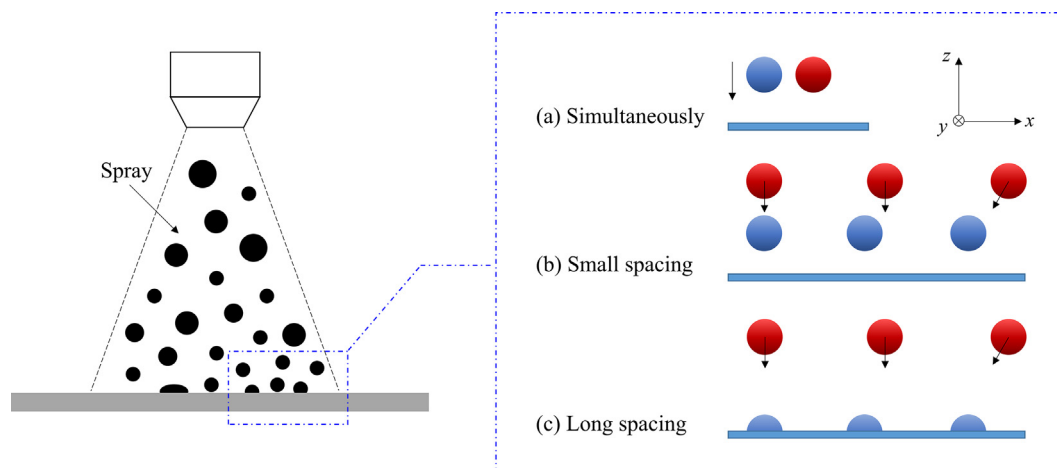 Spray
(a) Simultaneously
z
y
x
(b) Small spacing
(c) Long spacing